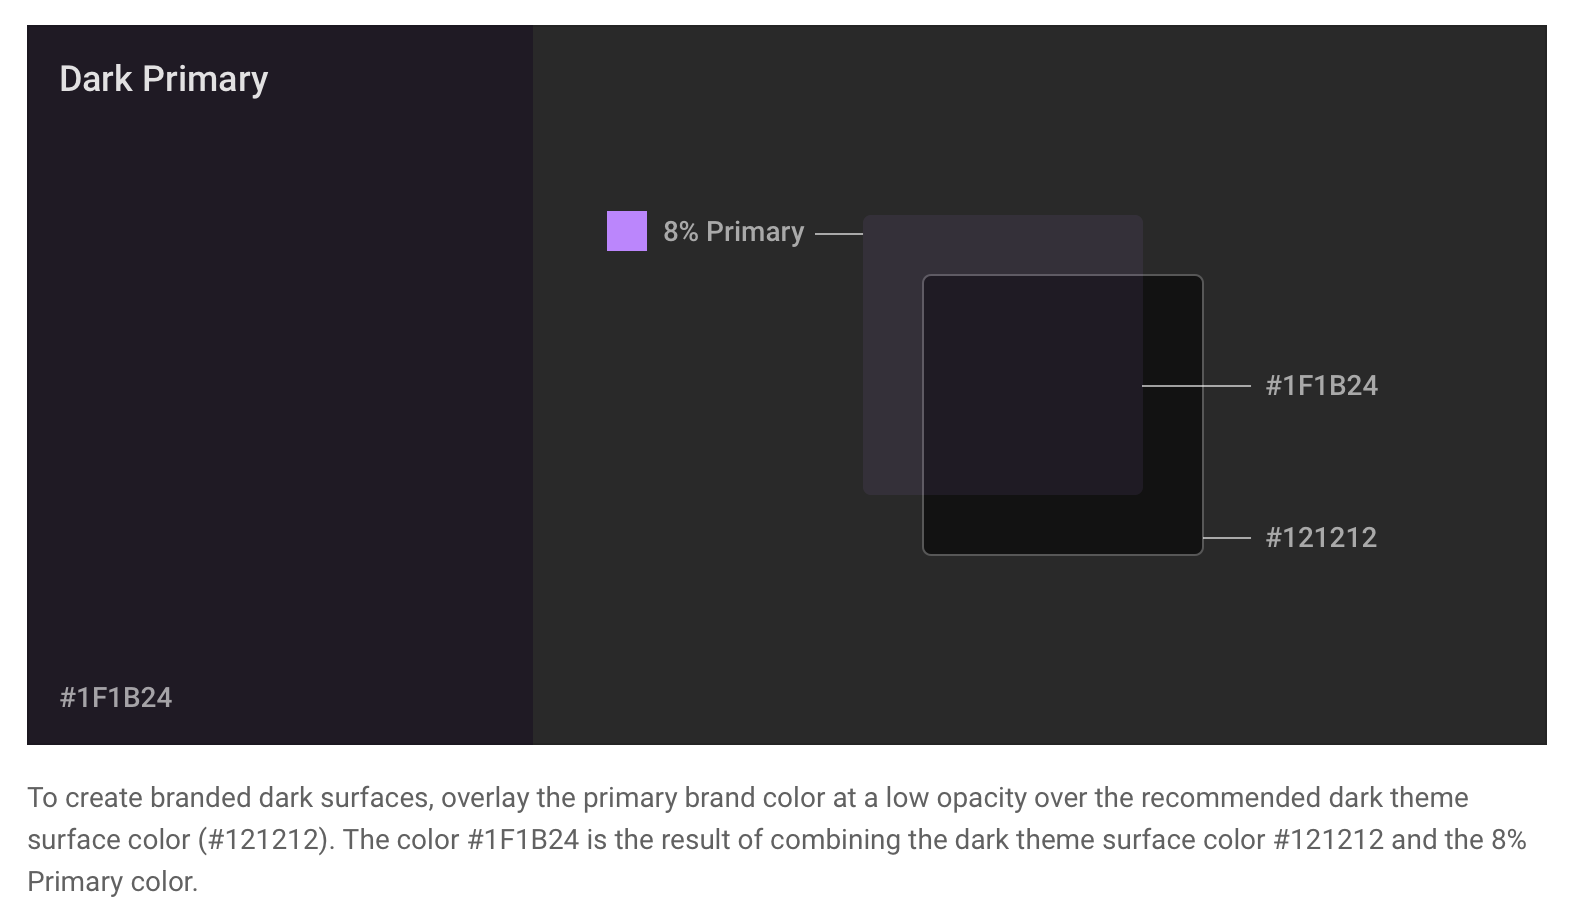 Dark Primary
8% Primary
#1F1B24
#121212
#1F1B24
To create branded dark surfaces, overlay the primary brand color at a low opacity over the recommended dark theme
surface color (#121212). The color #1F1B24 is the result of combining the dark theme surface color #121212 and the 8%
Primary color.